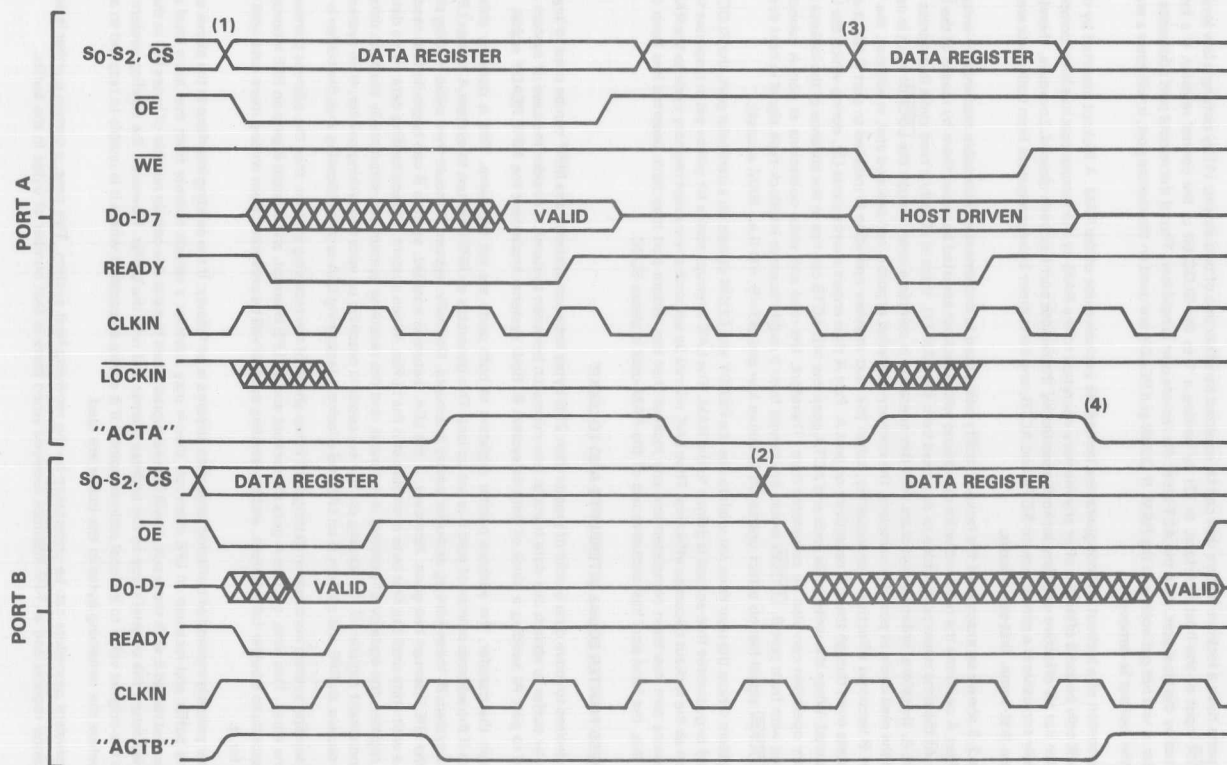 PORT A
(1) (3)
S0-S2, CS DATA REGISTER DATA REGISTER
OE
WE
D0-D7 VALID HOST DRIVEN
READY
CLKIN
LOCKIN
"ACTA" (4)
PORT B
(2)
S0-S2, CS DATA REGISTER DATA REGISTER
OE
D0-D7 VALID VALID
READY
CLKIN
"ACTB"